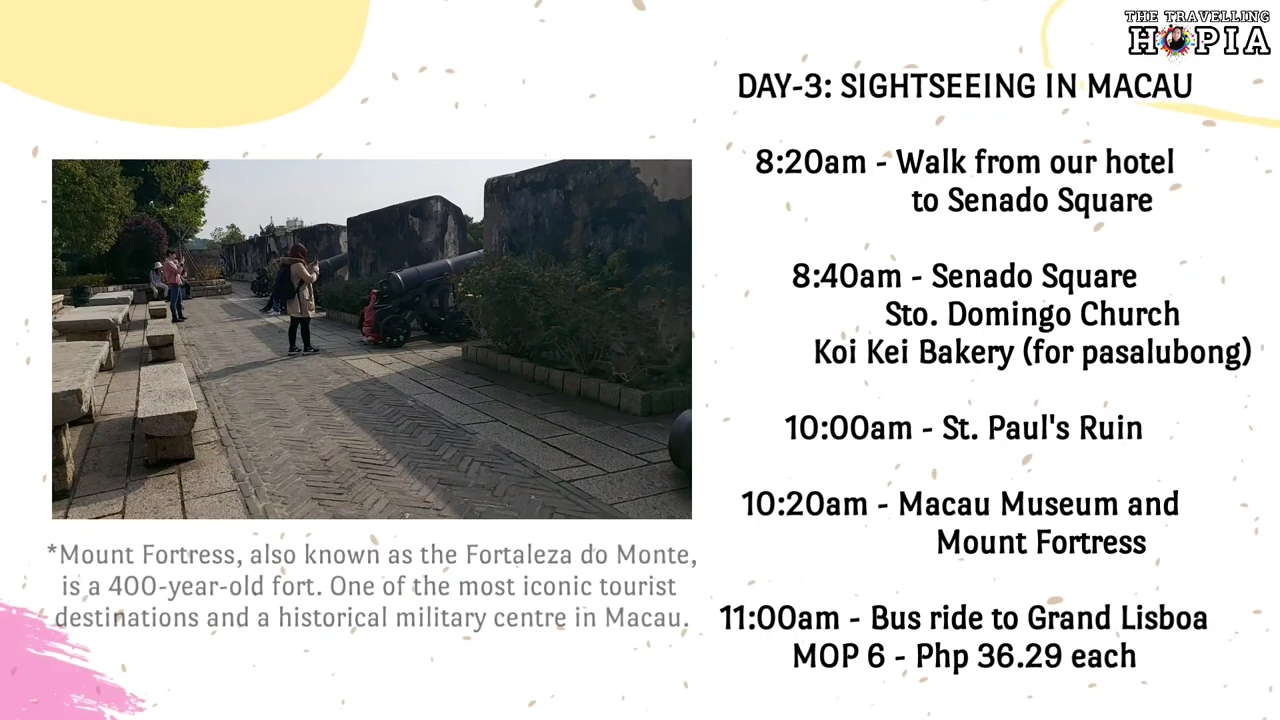 THE TRAVELLING
HOPIA
DAY-3: SIGHTSEEING IN MACAU
8:20am - Walk from our hotel
to Senado Square
8:40am - Senado Square
Sto. Domingo Church
Koi Kei Bakery (for pasalubong)
10:00am - St. Paul's Ruin
10:20am - Macau Museum and
Mount Fortress
11:00am - Bus ride to Grand Lisboa
MOP 6 - Php 36.29 each
*Mount Fortress, also known as the Fortaleza do Monte,
is a 400-year-old fort. One of the most iconic tourist
destinations and a historical military centre in Macau.